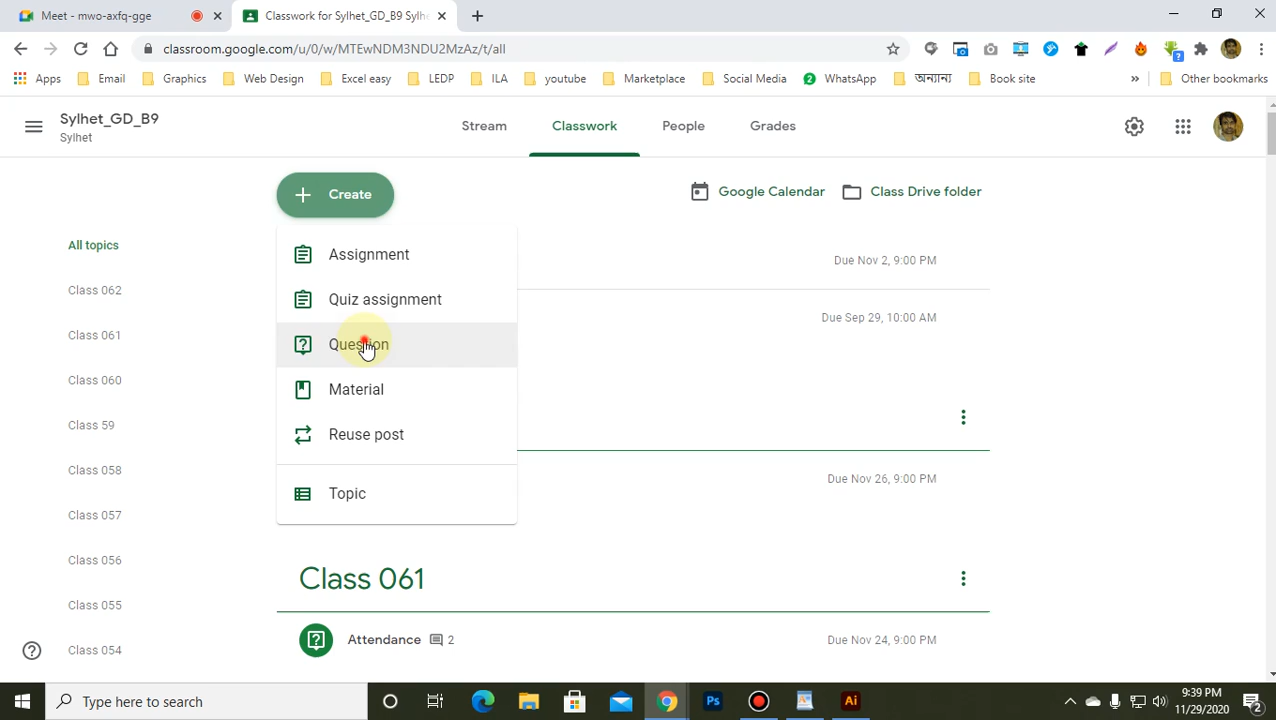 Meet - mwo-axfq-gge
Classwork for Sylhet_GD_B9 Sylh
classroom.google.com/u/0/w/MTEwNDM3NDU2MzAz/t/all
Apps
Email
Graphics
Web Design
Excel easy
LEDP
ILA
youtube
Marketplace
Social Media
2
WhatsApp
অন্যান্য
Book site
»
Other bookmarks
Sylhet_GD_B9
Sylhet
Stream
Classwork
People
Grades
Create
Google Calendar
Class Drive folder
All topics
Assignment
Due Nov 2, 9:00 PM
Class 062
Quiz assignment
Due Sep 29, 10:00 AM
Class 061
Question
Class 060
Material
Class 59
Reuse post
Class 058
Due Nov 26, 9:00 PM
Topic
Class 057
Class 056
Class 061
Class 055
Attendance 2
Due Nov 24, 9:00 PM
Class 054
Type here to search
Ps
Ai
9:39 PM
11/29/2020
2